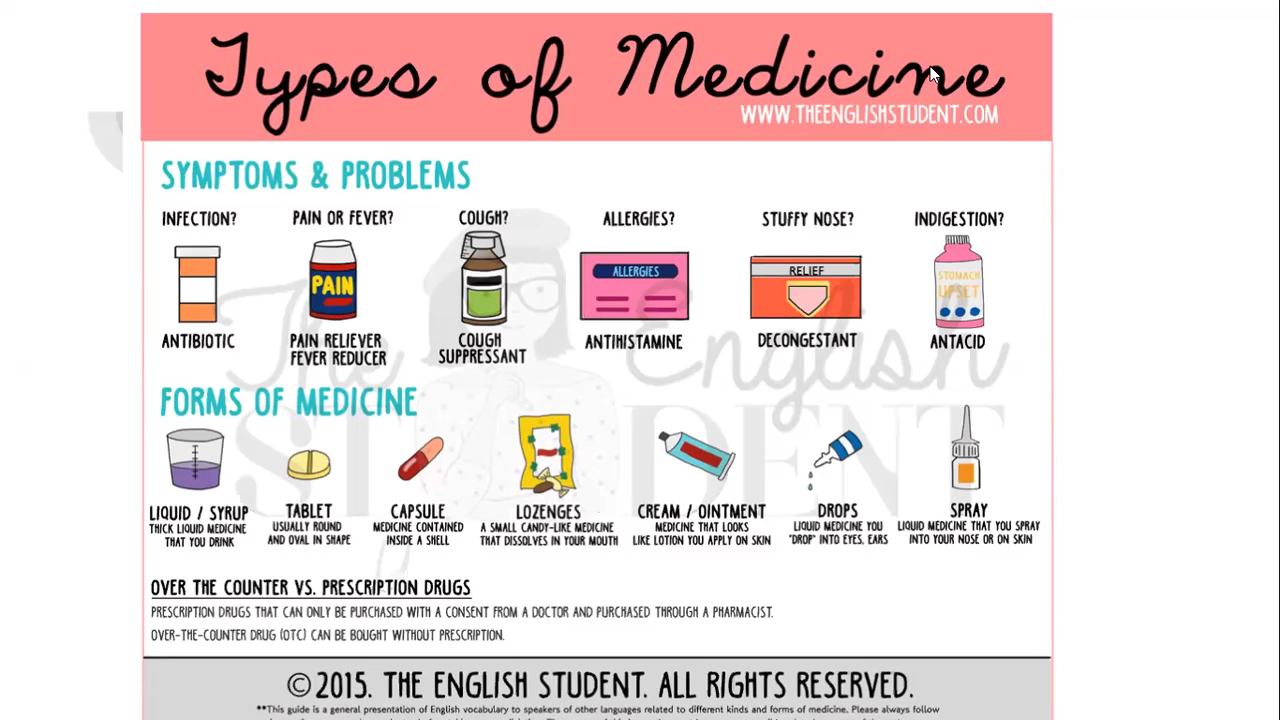 Types of Medicine
WWW.THEENGLISHSTUDENT.COM
SYMPTOMS & PROBLEMS
INFECTION?
PAIN OR FEVER?
COUGH?
ALLERGIES?
STUFFY NOSE?
INDIGESTION?
PAIN
ALLERGIES
RELIEF
STOMACH
UPSET
ANTIBIOTIC
PAIN RELIEVER
FEVER REDUCER
COUGH
SUPPRESSANT
ANTIHISTAMINE
DECONGESTANT
ANTACID
The English
STUDENT
FORMS OF MEDICINE
LIQUID / SYRUP
THICK LIQUID MEDICINE
THAT YOU DRINK
TABLET
USUALLY ROUND
AND OVAL IN SHAPE
CAPSULE
MEDICINE CONTAINED
INSIDE A SHELL
LOZENGES
A SMALL CANDY-LIKE MEDICINE
THAT DISSOLVES IN YOUR MOUTH
CREAM / OINTMENT
MEDICINE THAT LOOKS
LIKE LOTION YOU APPLY ON SKIN
DROPS
LIQUID MEDICINE YOU
"DROP" INTO EYES, EARS
SPRAY
LIQUID MEDICINE THAT YOU SPRAY
INTO YOUR NOSE OR ON SKIN
OVER THE COUNTER VS. PRESCRIPTION DRUGS
PRESCRIPTION DRUGS THAT CAN ONLY BE PURCHASED WITH A CONSENT FROM A DOCTOR AND PURCHASED THROUGH A PHARMACIST.
OVER-THE-COUNTER DRUG (OTC) CAN BE BOUGHT WITHOUT PRESCRIPTION.
©2015. THE ENGLISH STUDENT. ALL RIGHTS RESERVED.
**This guide is a general presentation of English vocabulary to speakers of other languages related to different kinds and forms of medicine. Please always follow